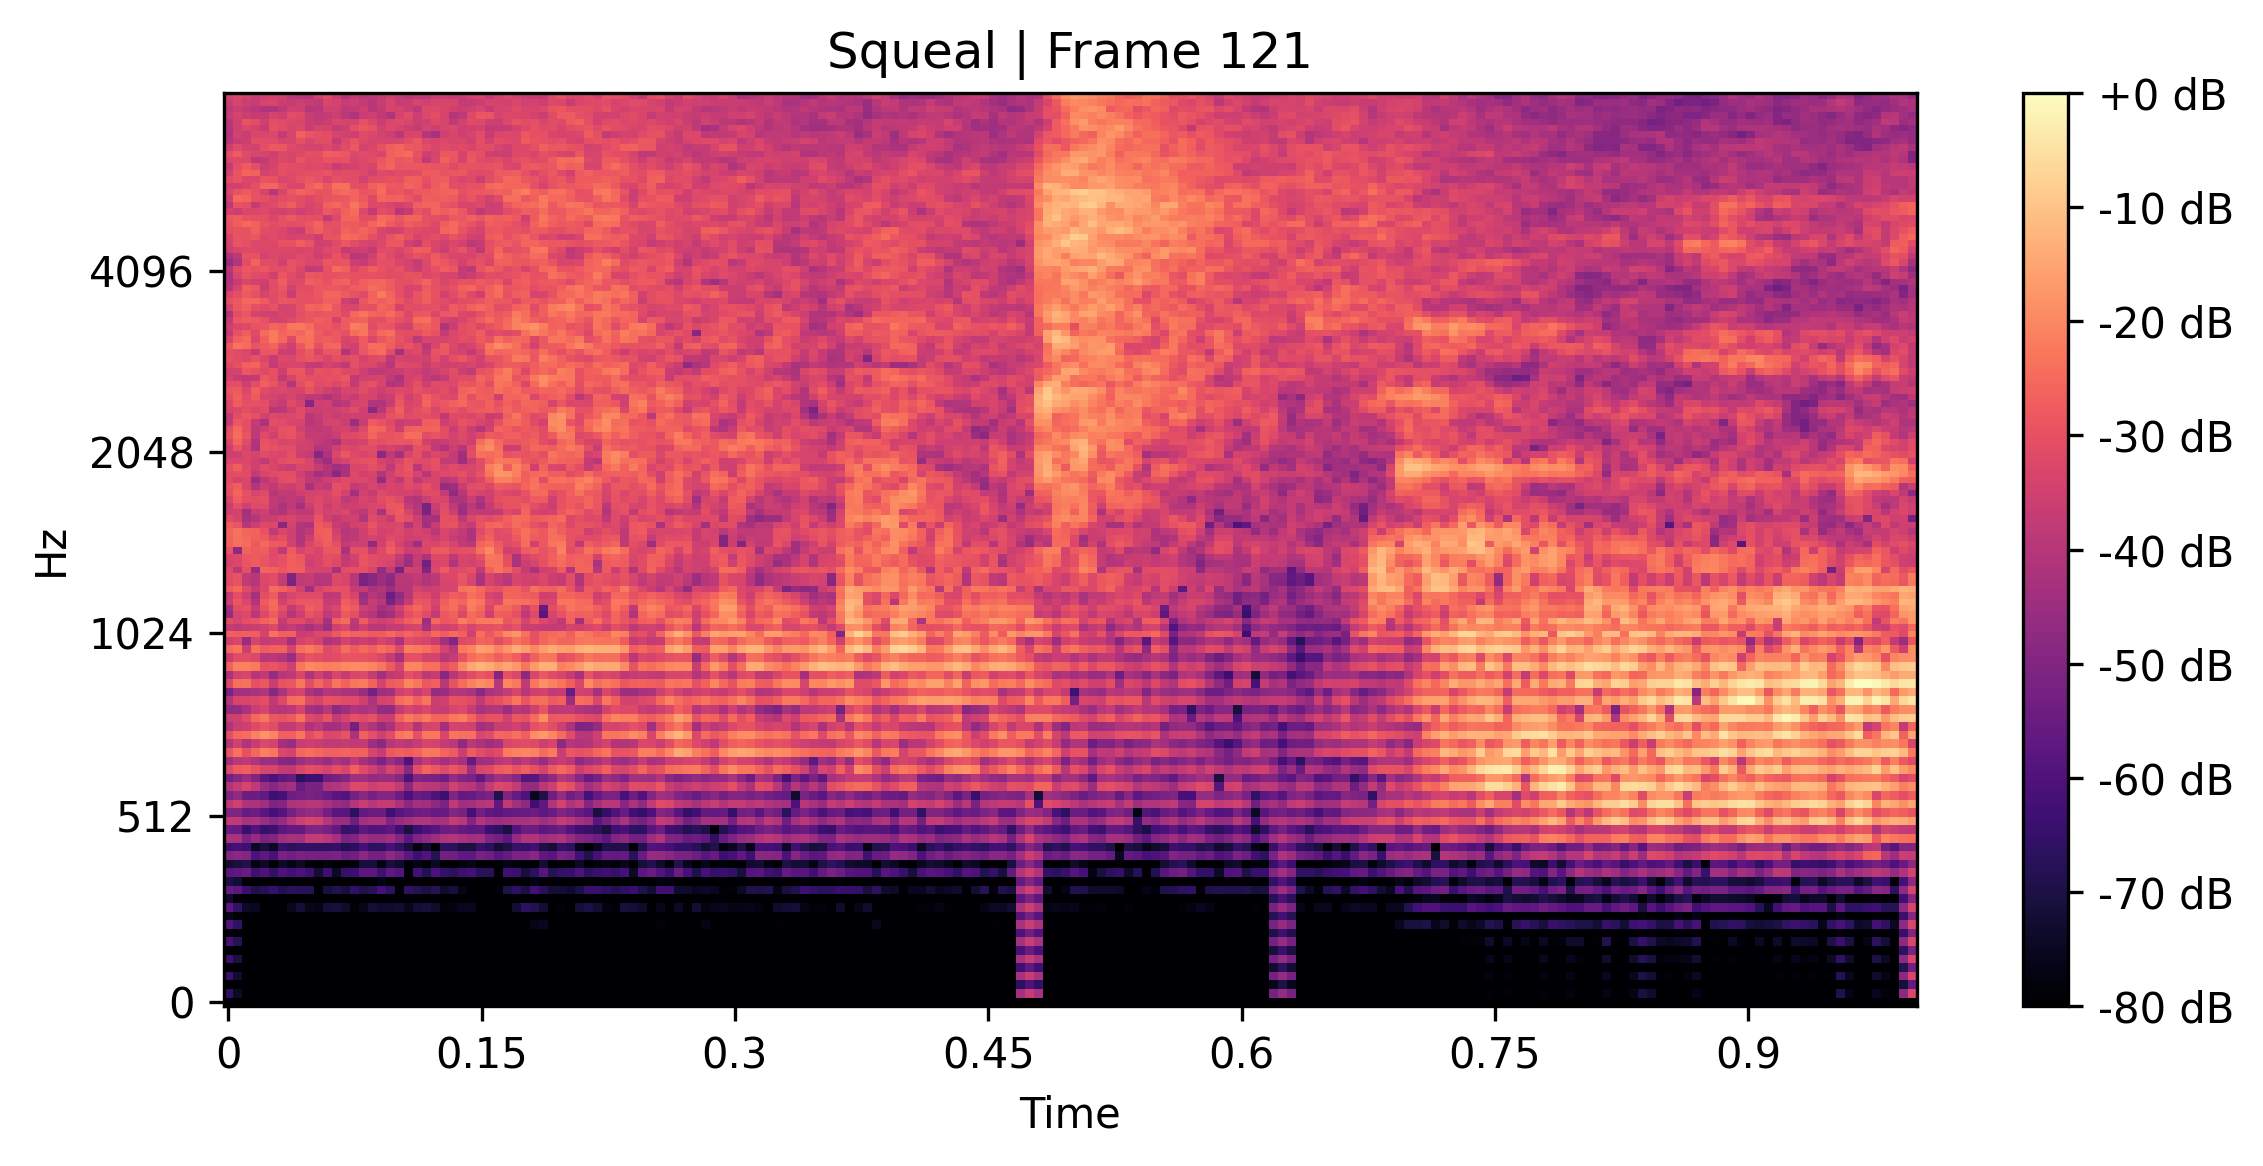 Squeal | Frame 121
Hz
4096
2048
1024
512
0
0 0.15 0.3 0.45 0.6 0.75 0.9
Time
+0 dB
-10 dB
-20 dB
-30 dB
-40 dB
-50 dB
-60 dB
-70 dB
-80 dB